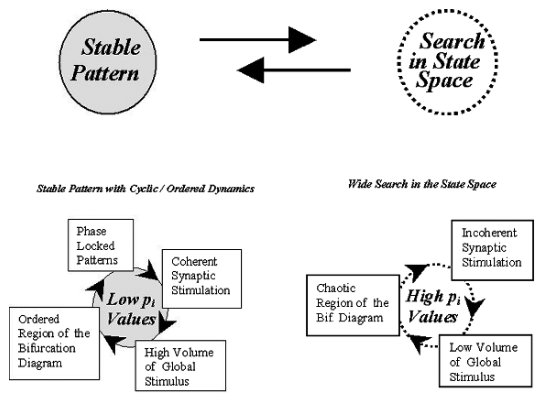 Stable
Pattern
Search
in State
Space
Stable Pattern with Cyclic / Ordered Dynamics
Wide Search in the State Space
Phase
Locked
Patterns
Coherent
Synaptic
Stimulation
Low pi
Values
Ordered
Region of the
Bifurcation
Diagram
High Volume
of Global
Stimulus
Incoherent
Synaptic
Stimulation
Chaotic
Region of the
Bif. Diagram
High pi
Values
Low Volume
of Global
Stimulus